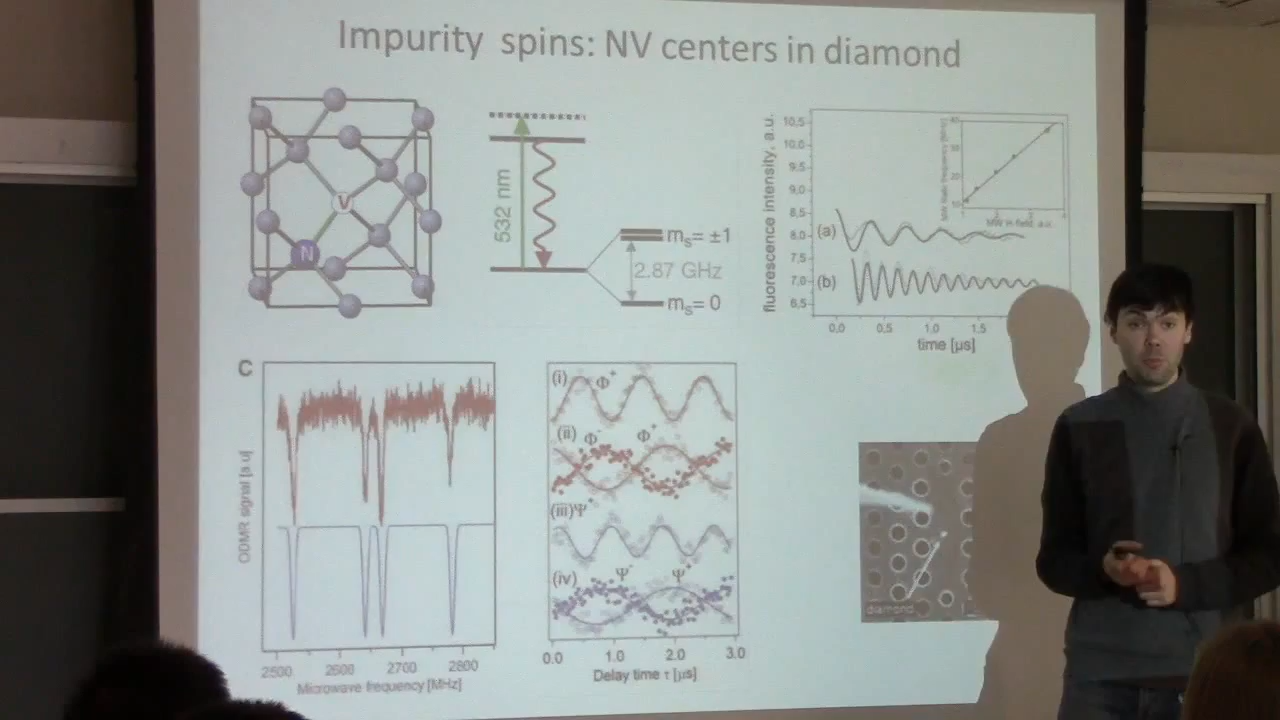 Impurity spins: NV centers in diamond
V
N
532 nm
mₛ= ±1
2.87 GHz
mₛ= 0
fluorescence intensity, a.u.
10,5
10,0
9,5
9,0
8,5
8,0
7,5
7,0
6,5
(a)
(b)
MW field, a.u.
0,0 0,5 1,0 1,5
time [µs]
C
ODMR signal [a.u]
2500 2600 2700 2800
Microwave frequency [MHz]
(i) Φ⁺
(ii) Φ⁻ Φ⁺
(iii) Ψ⁺
(iv) Ψ⁻ Ψ⁺
0.0 1.0 2.0 3.0
Delay time τ [µs]
diamond